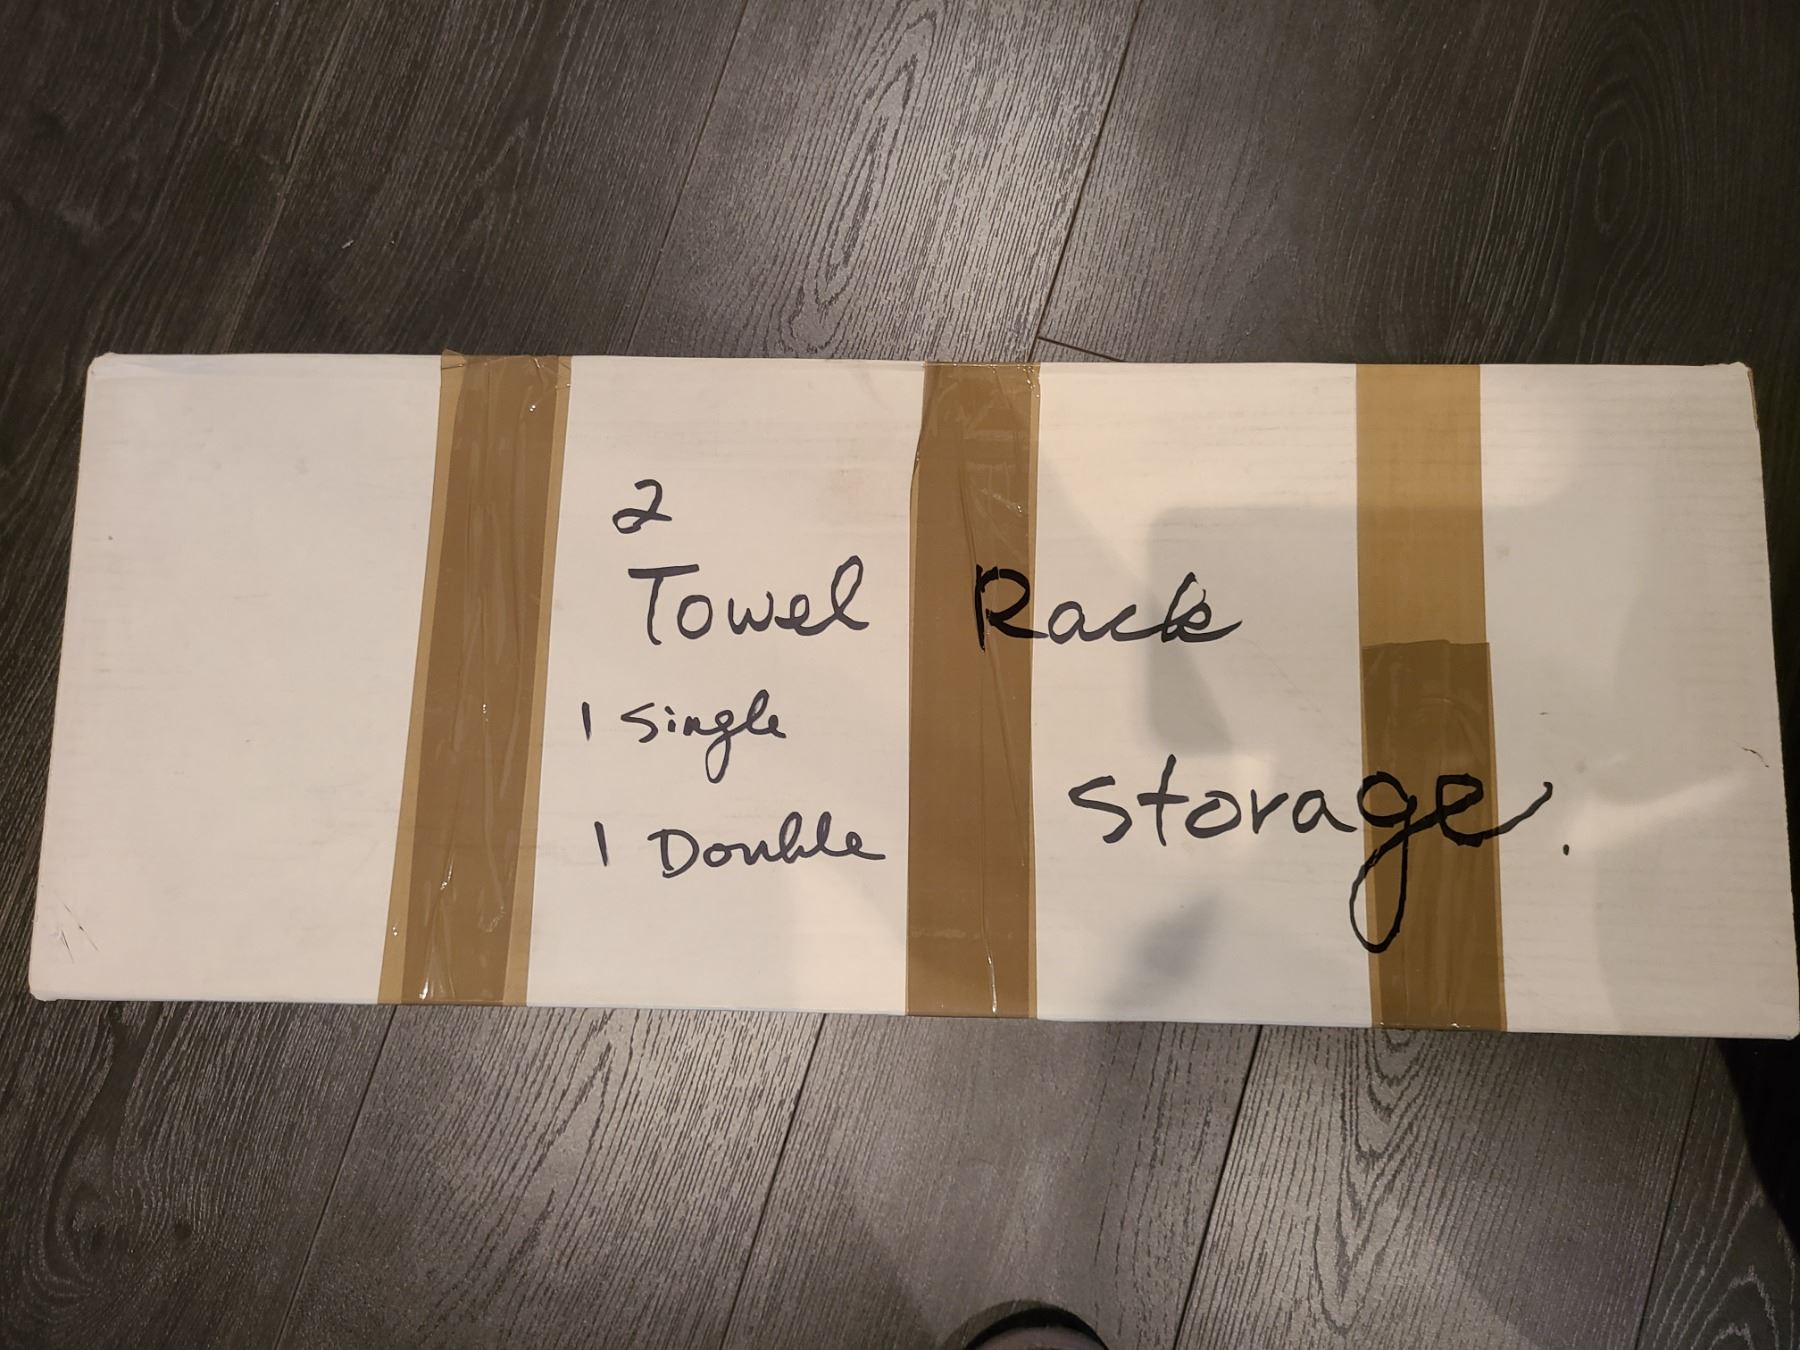 2
Towel Rack
1 Single
1 Double
Storage.